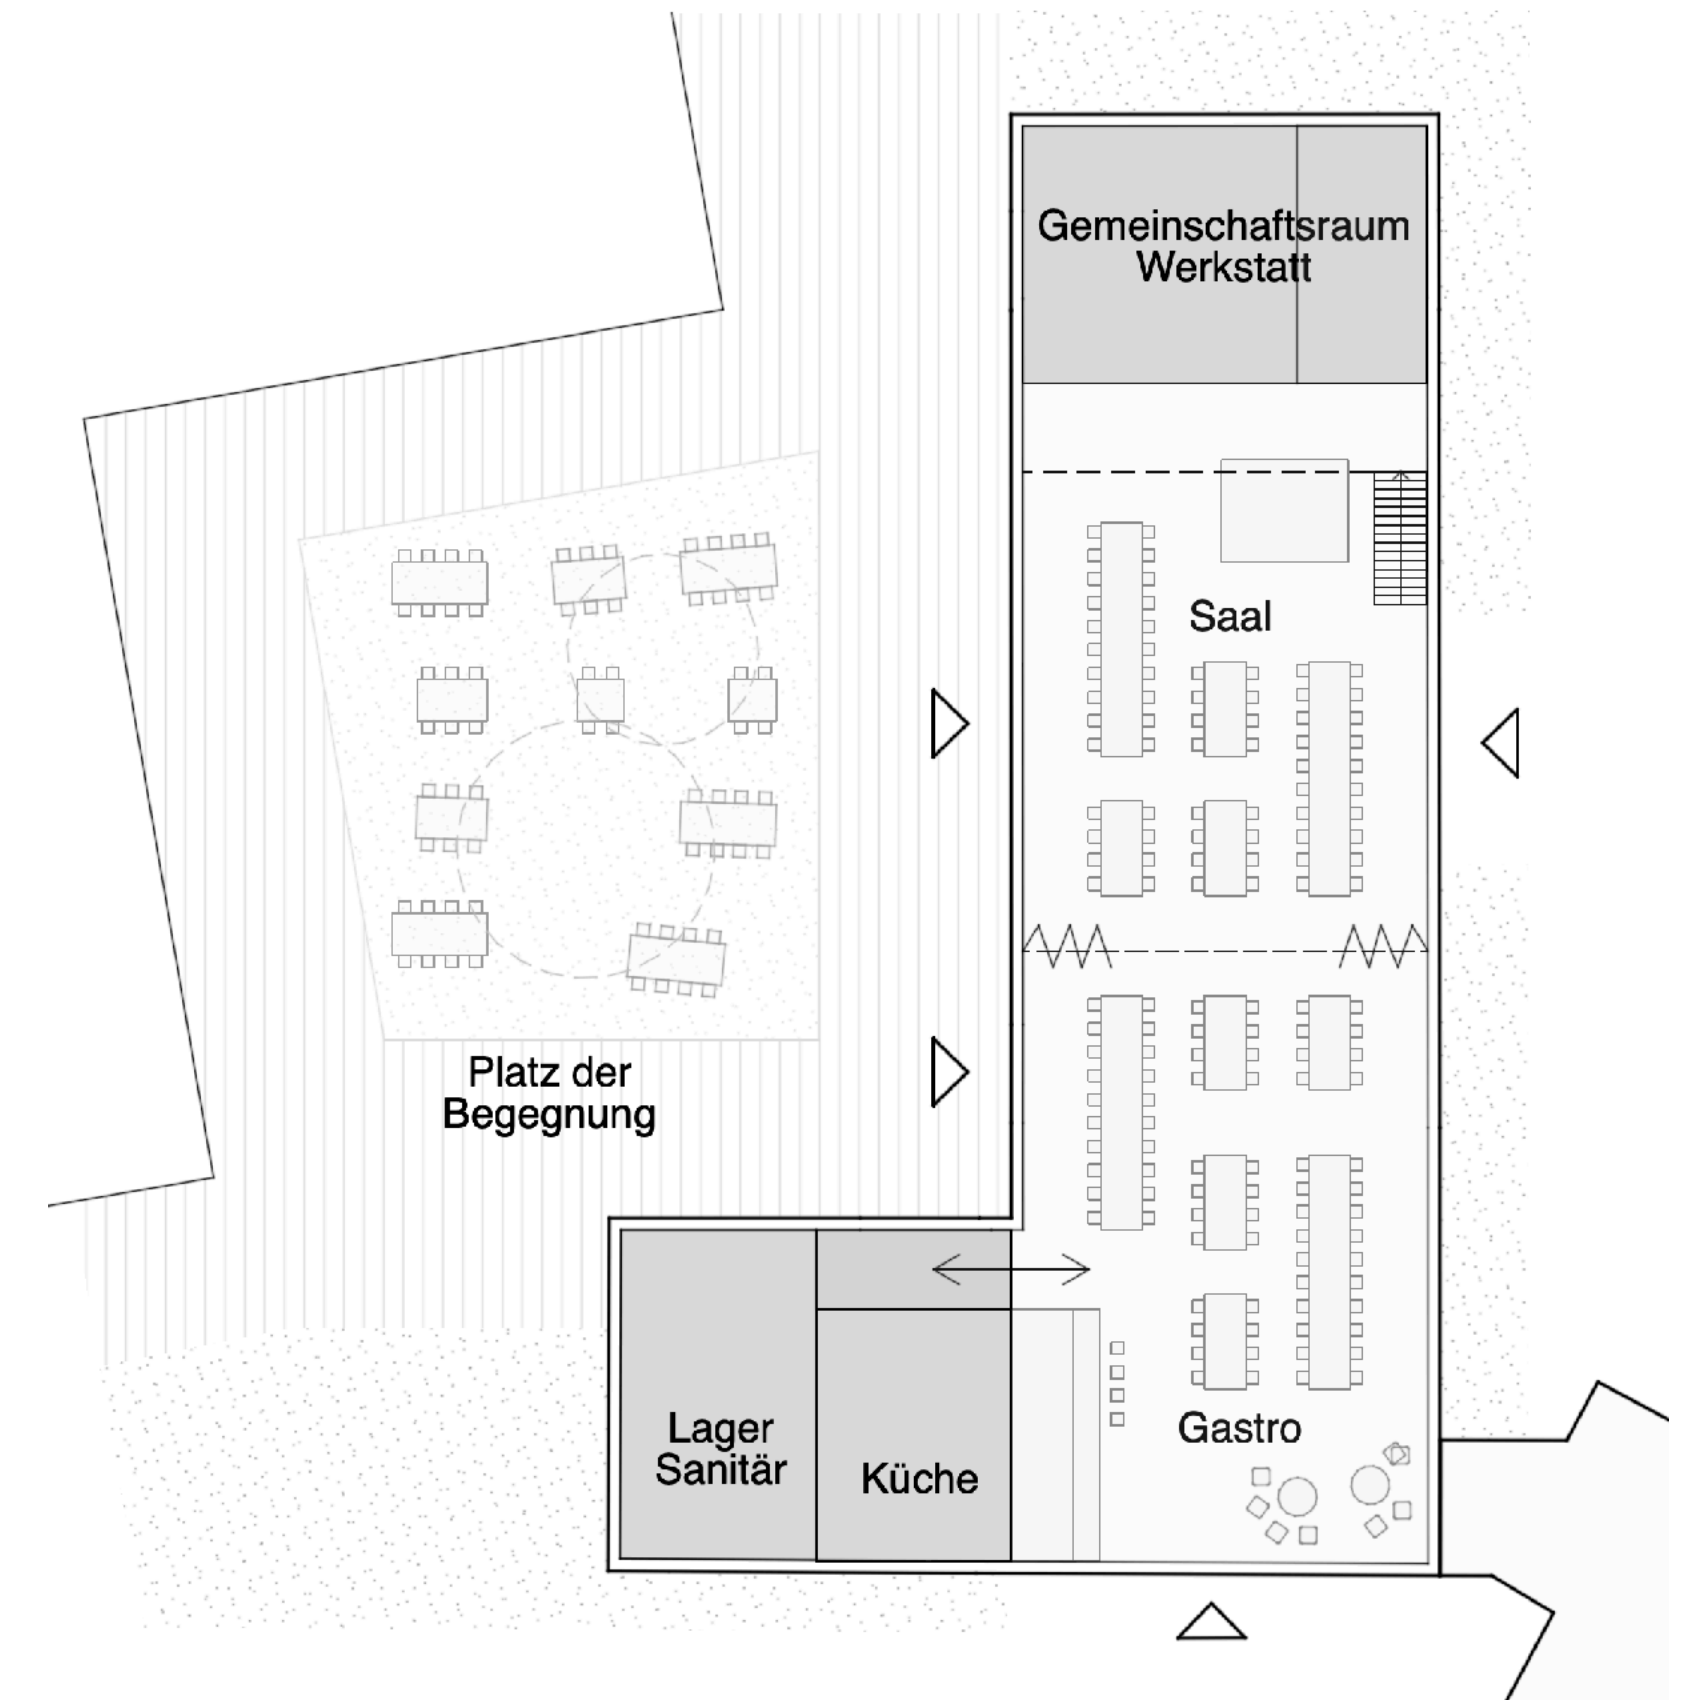 Gemeinschaftsraum
Werkstatt
Saal
Platz der
Begegnung
Lager
Sanitär
Küche
Gastro